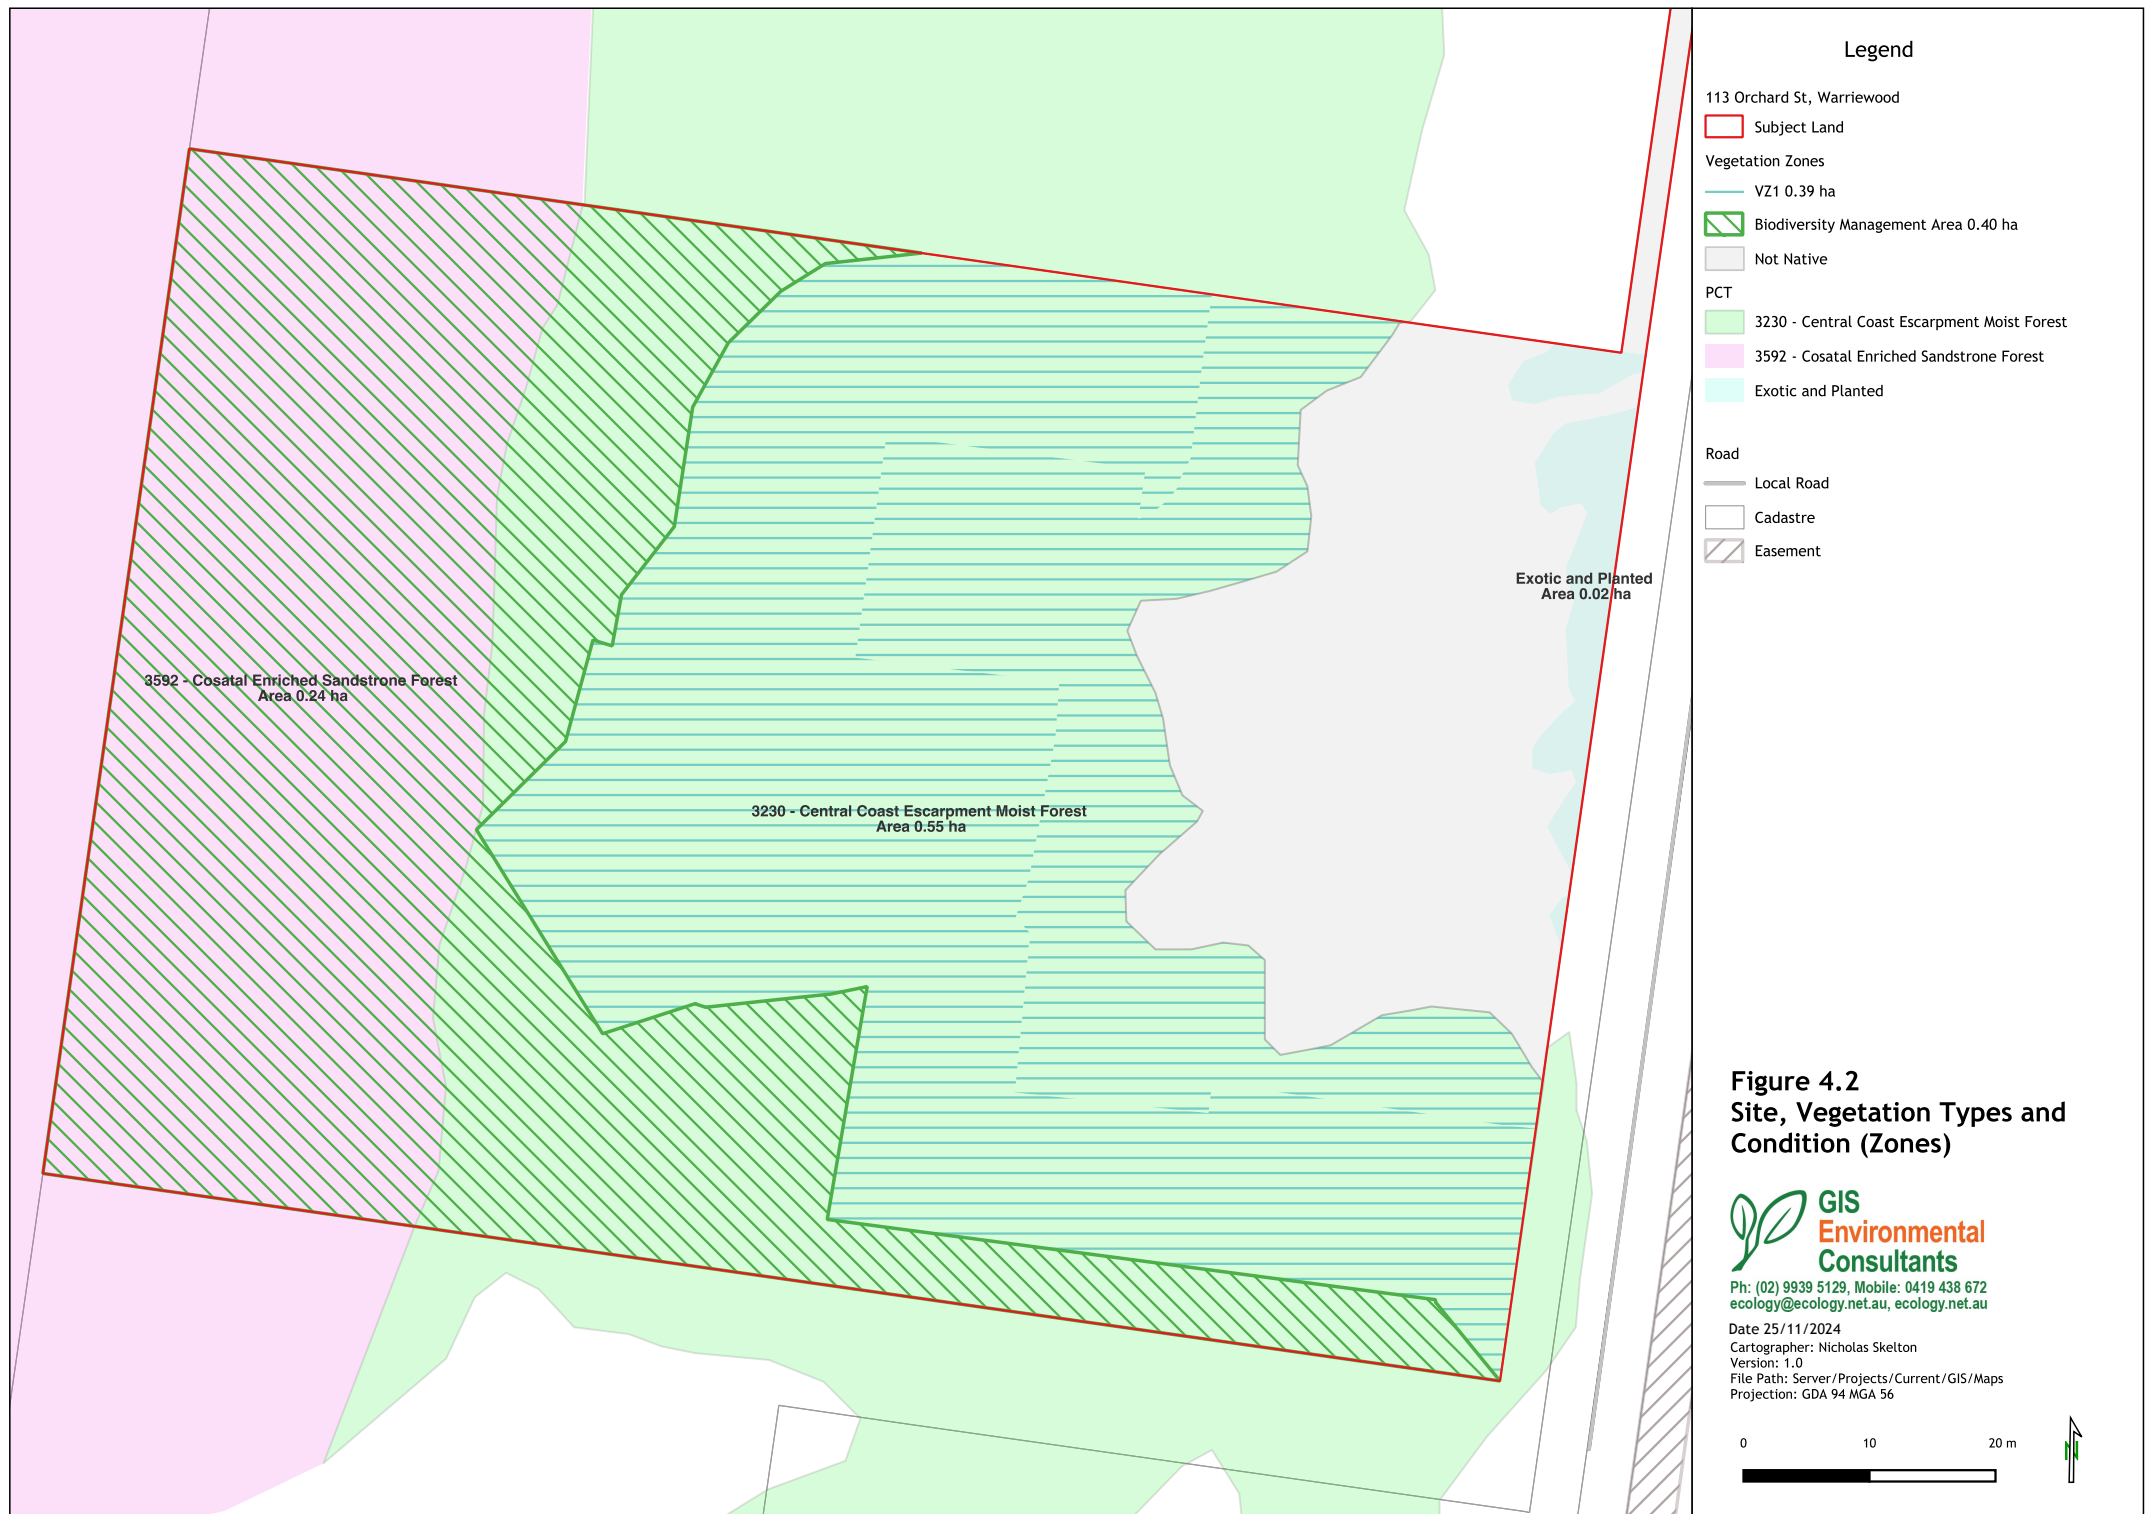 Legend
113 Orchard St, Warriewood
Subject Land
Vegetation Zones
VZ1 0.39 ha
Biodiversity Management Area 0.40 ha
Not Native
PCT
3230 - Central Coast Escarpment Moist Forest
3592 - Cosatal Enriched Sandstrone Forest
Exotic and Planted
Road
Local Road
Cadastre
Easement
Exotic and Planted
Area 0.02 ha
3592 - Cosatal Enriched Sandstrone Forest
Area 0.24 ha
3230 - Central Coast Escarpment Moist Forest
Area 0.55 ha
Figure 4.2
Site, Vegetation Types and
Condition (Zones)
GIS
Environmental
Consultants
Ph: (02) 9939 5129, Mobile: 0419 438 672
ecology@ecology.net.au, ecology.net.au
Date 25/11/2024
Cartographer: Nicholas Skelton
Version: 1.0
File Path: Server/Projects/Current/GIS/Maps
Projection: GDA 94 MGA 56
0 10 20 m
N